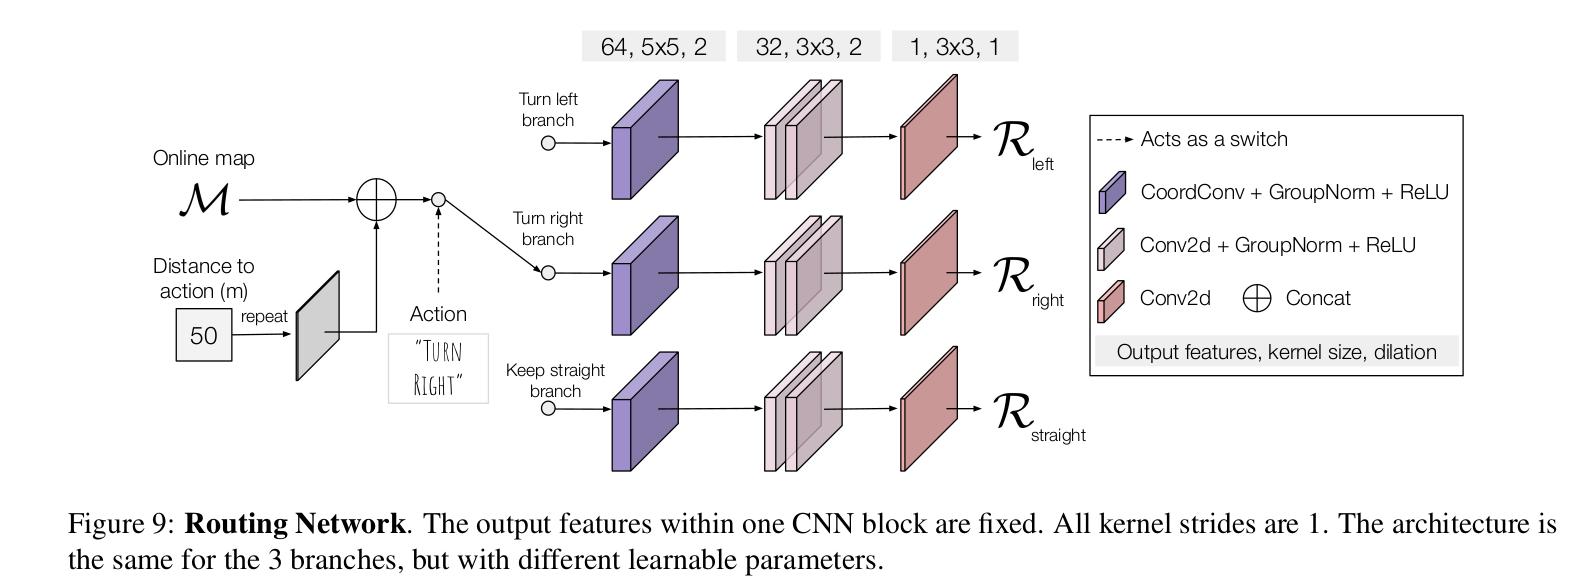 64, 5x5, 2
32, 3x3, 2
1, 3x3, 1
Turn left
branch
ℛ left
Online map
ℳ
Turn right
branch
ℛ right
Distance to
action (m)
50
repeat
Action
"TURN
RIGHT"
Keep straight
branch
ℛ straight
Acts as a switch
CoordConv + GroupNorm + ReLU
Conv2d + GroupNorm + ReLU
Conv2d
Concat
Output features, kernel size, dilation
Figure 9: Routing Network. The output features within one CNN block are fixed. All kernel strides are 1. The architecture is
the same for the 3 branches, but with different learnable parameters.